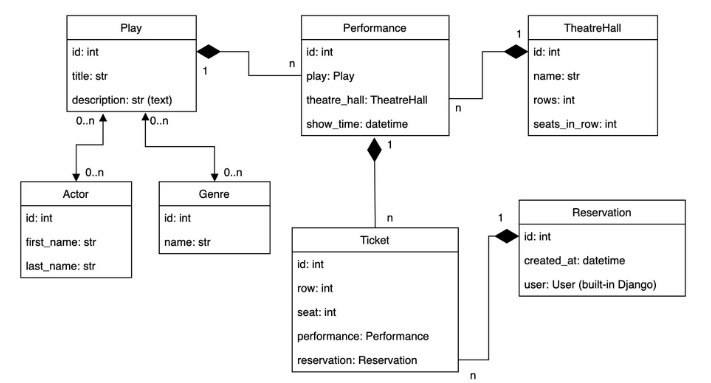 Play
id: int
title: str
description: str (text)
1
n
0..n
0..n
0..n
0..n
Performance
id: int
play: Play
theatre_hall: TheatreHall
show_time: datetime
1
n
1
n
TheatreHall
id: int
name: str
rows: int
seats_in_row: int
Actor
id: int
first_name: str
last_name: str
Genre
id: int
name: str
Ticket
id: int
row: int
seat: int
performance: Performance
reservation: Reservation
n
1
Reservation
id: int
created_at: datetime
user: User (built-in Django)